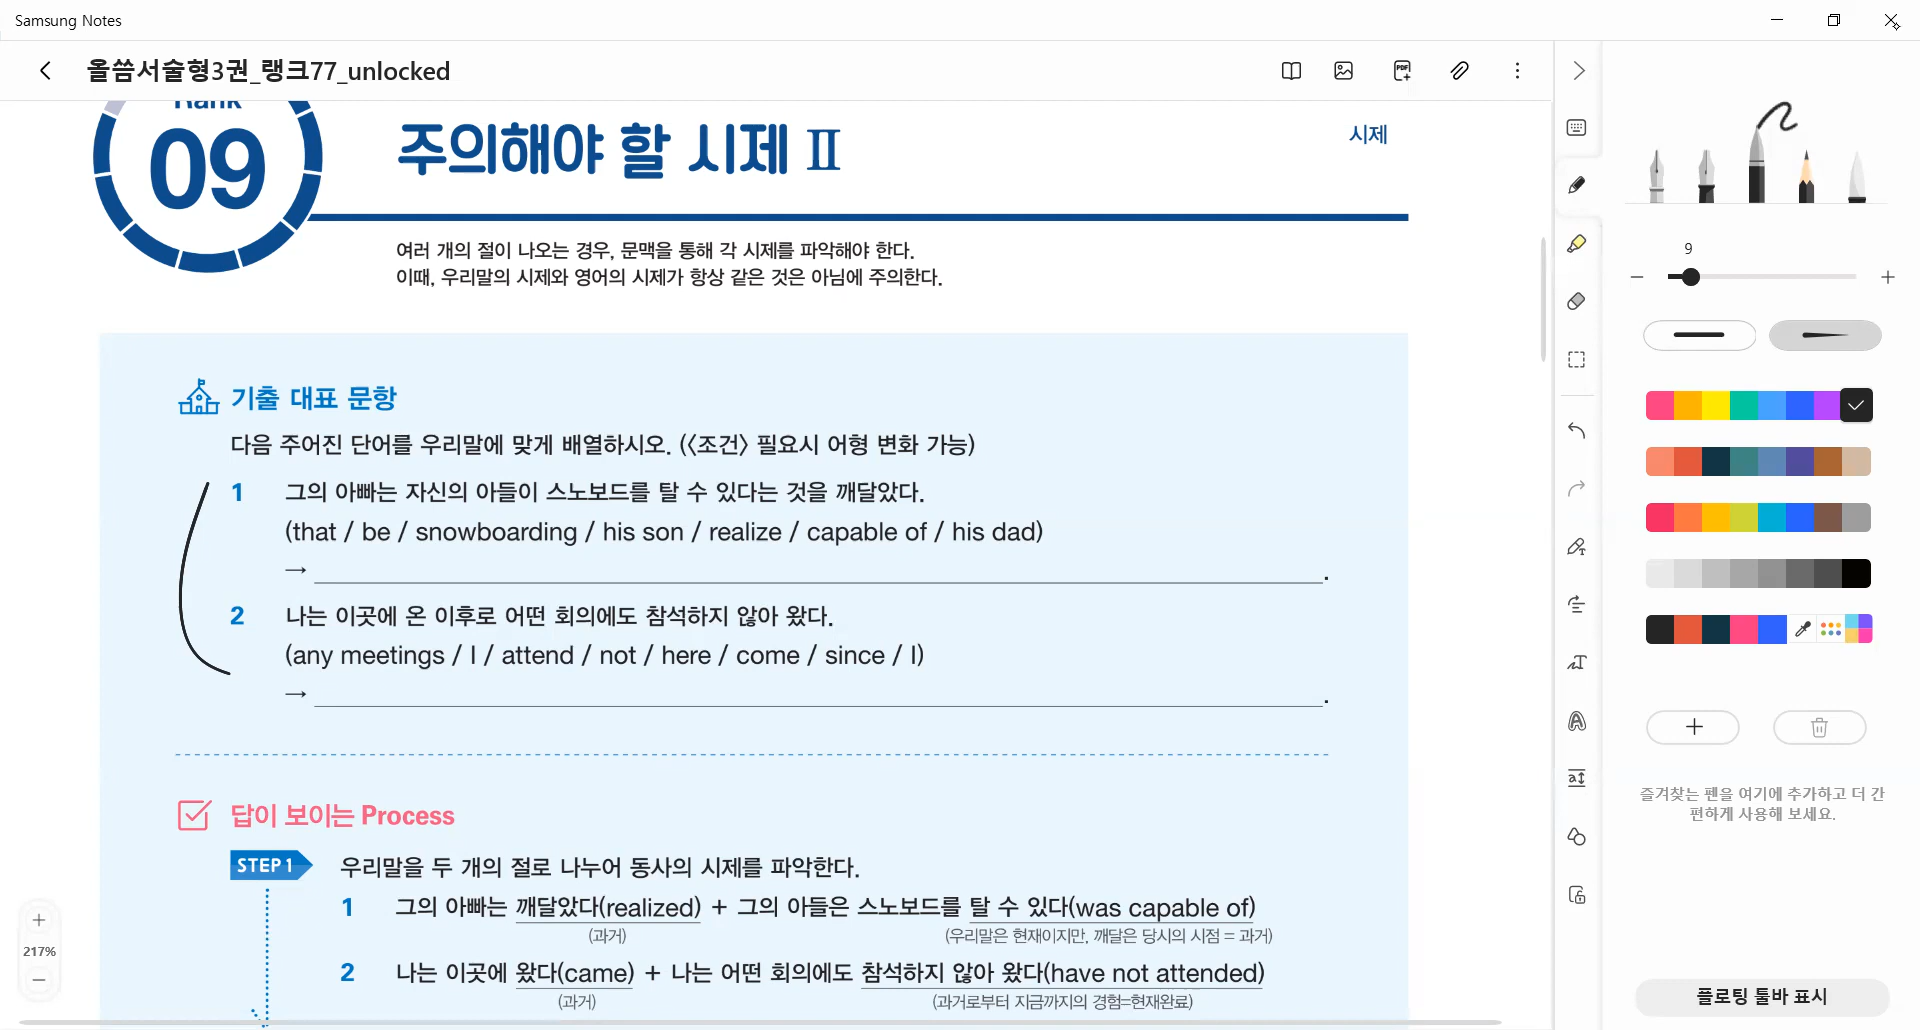 Samsung Notes
올씀서술형3권_랭크77_unlocked
Rank
09
주의해야 할 시제 Ⅱ
시제
여러 개의 절이 나오는 경우, 문맥을 통해 각 시제를 파악해야 한다.
이때, 우리말의 시제와 영어의 시제가 항상 같은 것은 아님에 주의한다.
기출 대표 문항
다음 주어진 단어를 우리말에 맞게 배열하시오. (〈조건〉 필요시 어형 변화 가능)
1 그의 아빠는 자신의 아들이 스노보드를 탈 수 있다는 것을 깨달았다.
(that / be / snowboarding / his son / realize / capable of / his dad)
→ .
2 나는 이곳에 온 이후로 어떤 회의에도 참석하지 않아 왔다.
(any meetings / I / attend / not / here / come / since / I)
→ .
답이 보이는 Process
STEP 1 우리말을 두 개의 절로 나누어 동사의 시제를 파악한다.
1 그의 아빠는 깨달았다(realized) + 그의 아들은 스노보드를 탈 수 있다(was capable of)
(과거) (우리말은 현재이지만, 깨달은 당시의 시점 = 과거)
2 나는 이곳에 왔다(came) + 나는 어떤 회의에도 참석하지 않아 왔다(have not attended)
(과거) (과거로부터 지금까지의 경험=현재완료)
217%
PDF
9
즐겨찾는 펜을 여기에 추가하고 더 간
편하게 사용해 보세요.
플로팅 툴바 표시